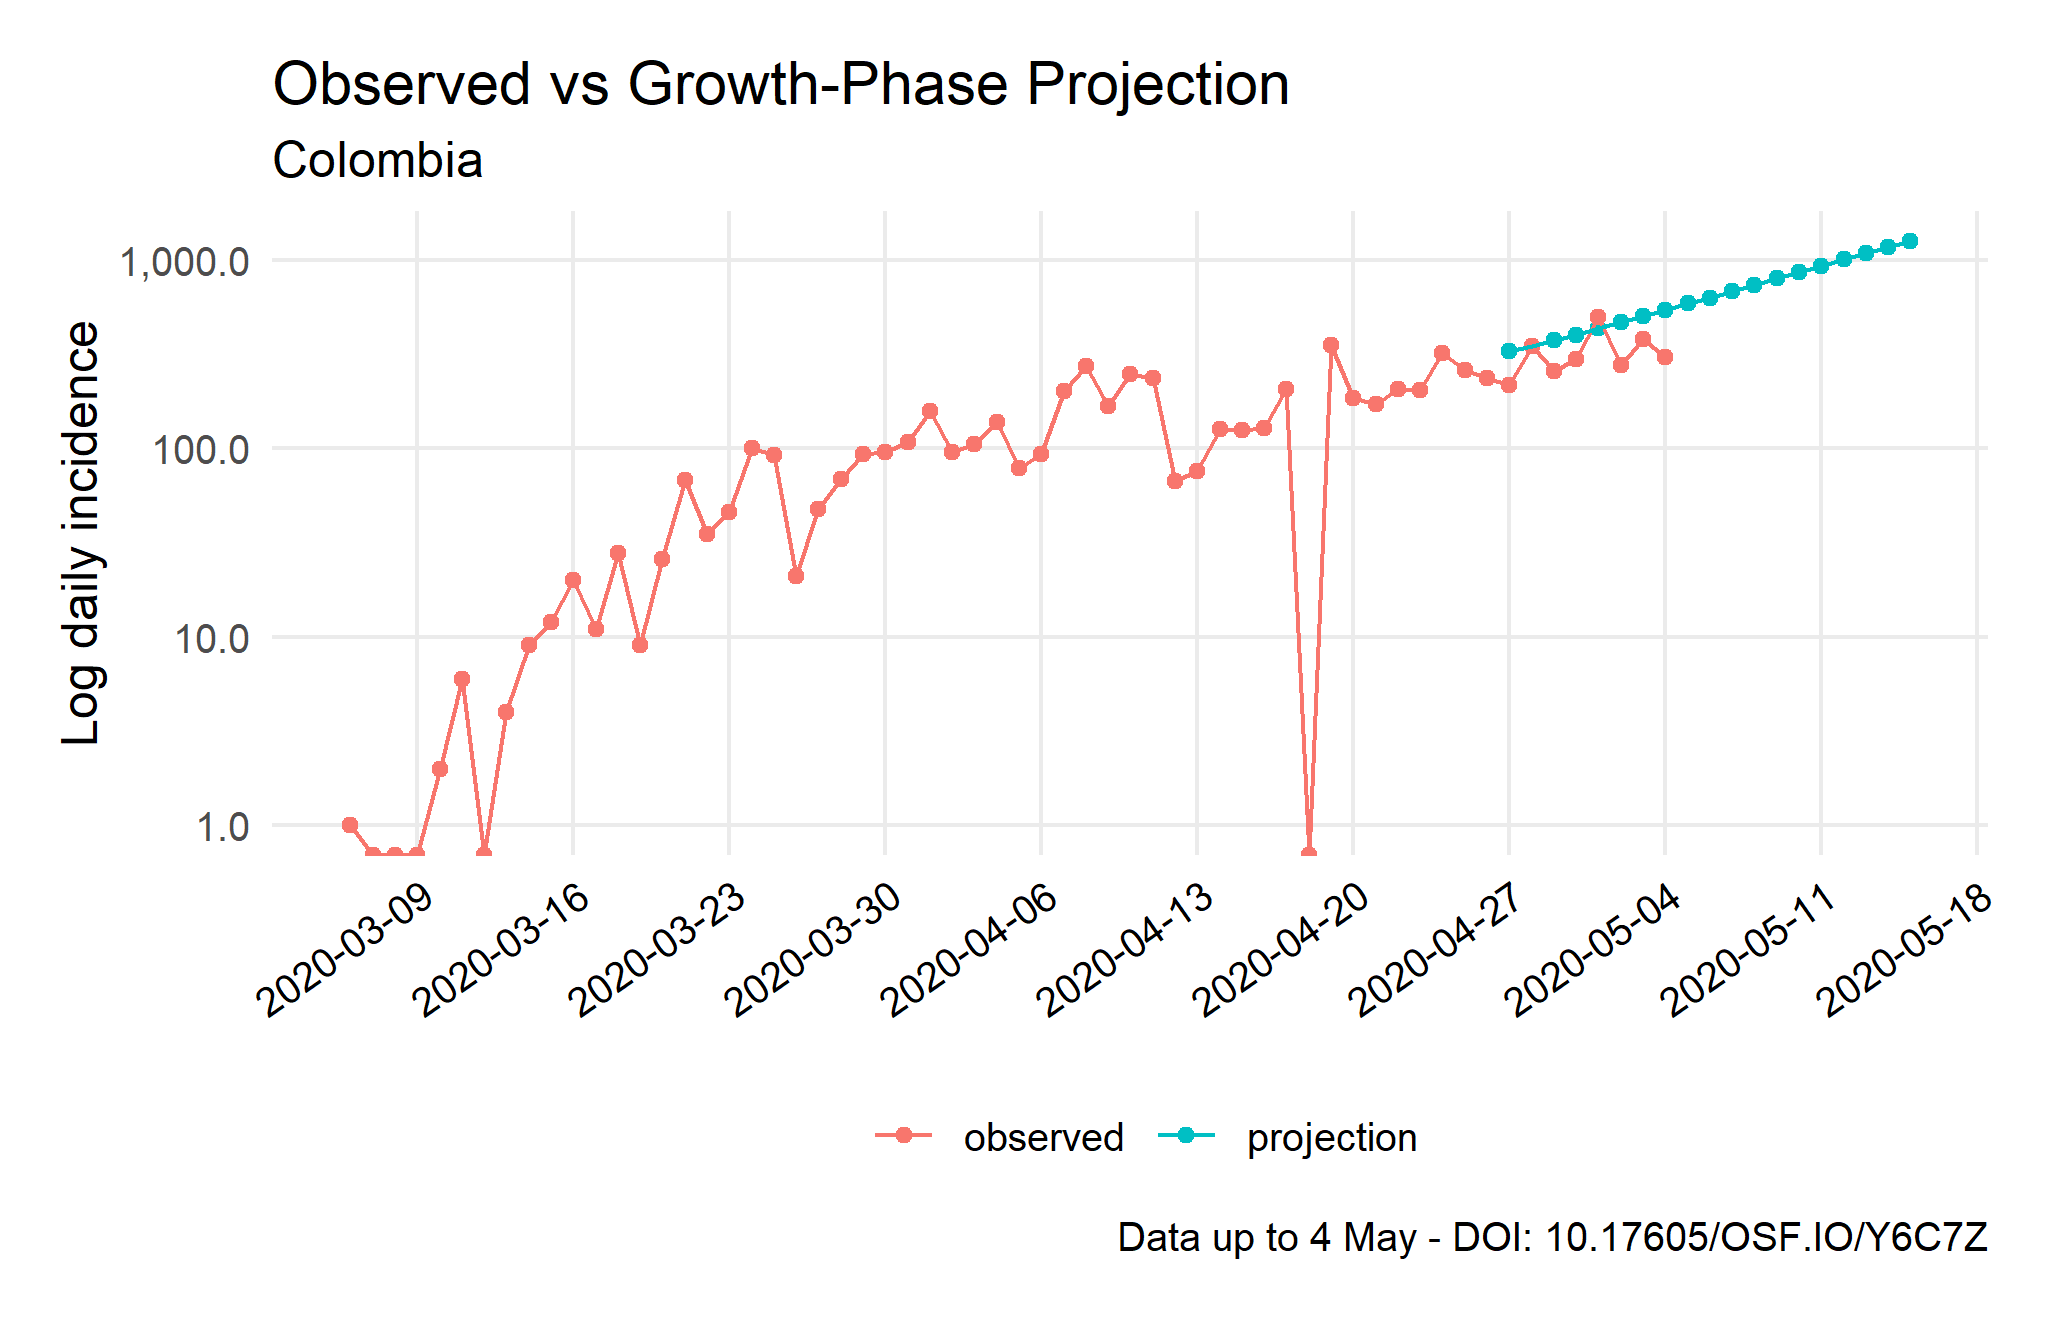 Observed vs Growth-Phase Projection
Colombia
Log daily incidence
1,000.0
100.0
10.0
1.0
2020-03-09
2020-03-16
2020-03-23
2020-03-30
2020-04-06
2020-04-13
2020-04-20
2020-04-27
2020-05-04
2020-05-11
2020-05-18
observed
projection
Data up to 4 May - DOI: 10.17605/OSF.IO/Y6C7Z